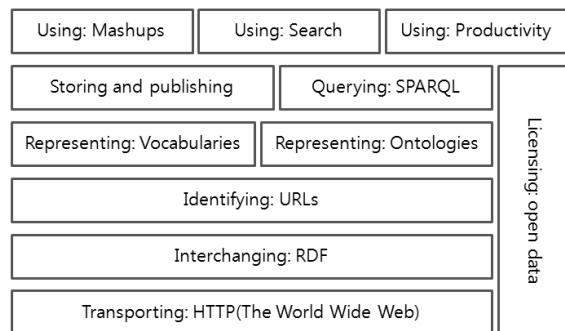 Using: Mashups
Using: Search
Using: Productivity
Storing and publishing
Querying: SPARQL
Representing: Vocabularies
Representing: Ontologies
Identifying: URLs
Interchanging: RDF
Transporting: HTTP(The World Wide Web)
Licensing: open data